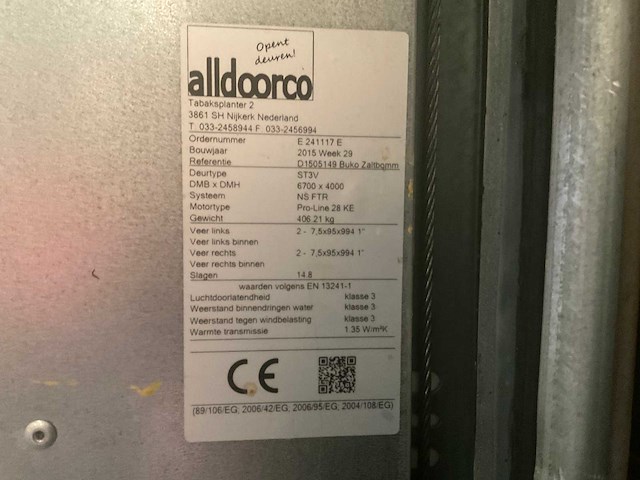 Opent
deuren!
alldoorco
Tabaksplanter 2
3861 SH Nijkerk Nederland
T. 033-2458944 F. 033-2456994
Ordernummer E 241117 E
Bouwjaar 2015 Week 29
Referentie D1505149 Buko Zaltbomm
Deurtype ST3V
DMB x DMH 6700 x 4000
Systeem NS FTR
Motortype Pro-Line 28 KE
Gewicht 406.21 kg
Veer links 2 - 7,5x95x994 1"
Veer links binnen
Veer rechts 2 - 7,5x95x994 1"
Veer rechts binnen
Slagen 14.8
waarden volgens EN 13241-1
Luchtdoorlatendheid klasse 3
Weerstand binnendringen water klasse 3
Weerstand tegen windbelasting klasse 3
Warmte transmissie 1.35 W/m²K
CE
(89/106/EG, 2006/42/EG, 2006/95/EG, 2004/108/EG)